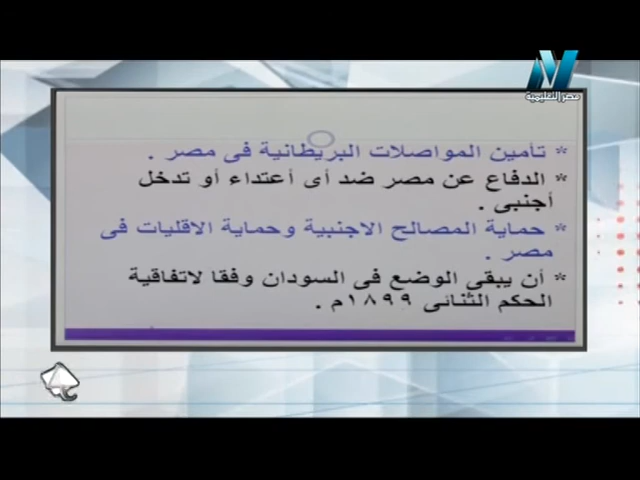 مصر التعليمية
* تأمين المواصلات البريطانية فى مصر .
* الدفاع عن مصر ضد أى أعتداء أو تدخل
أجنبى .
* حماية المصالح الاجنبية وحماية الاقليات فى
مصر .
* أن يبقى الوضع فى السودان وفقا لاتفاقية
الحكم الثنائى ١٨٩٩م .